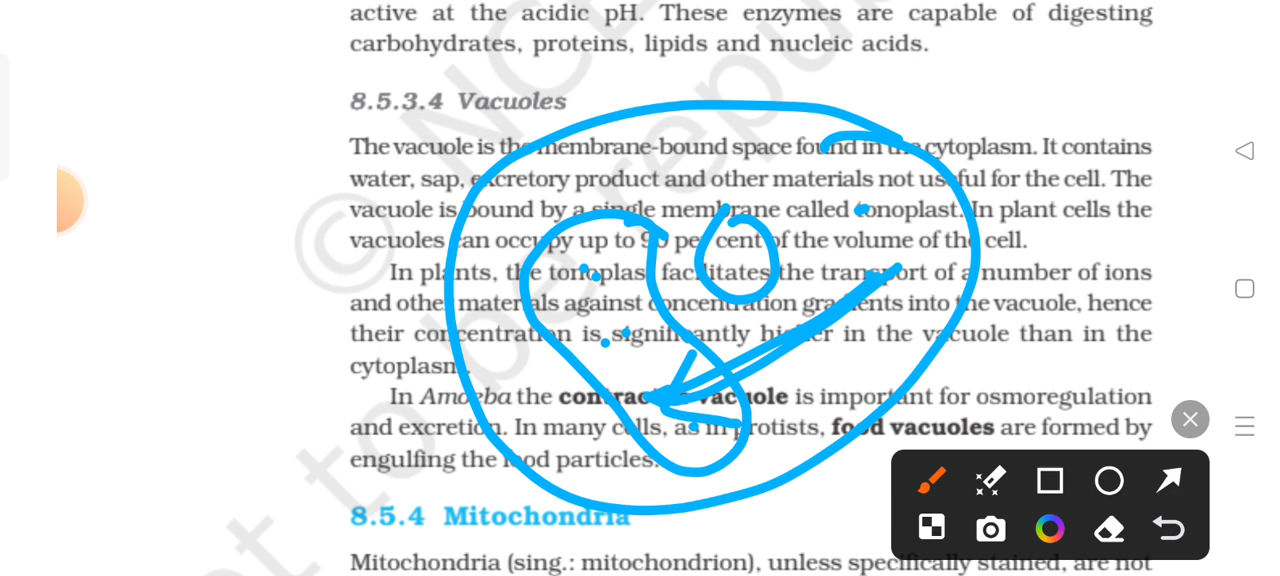 active at the acidic pH. These enzymes are capable of digesting
carbohydrates, proteins, lipids and nucleic acids.
8.5.3.4 Vacuoles
The vacuole is the membrane-bound space found in the cytoplasm. It contains
water, sap, excretory product and other materials not useful for the cell. The
vacuole is bound by a single membrane called tonoplast. In plant cells the
vacuoles can occupy up to 90 per cent of the volume of the cell.
In plants, the tonoplast facilitates the transport of a number of ions
and other materials against concentration gradients into the vacuole, hence
their concentration is significantly higher in the vacuole than in the
cytoplasm.
In Amoeba the contractile vacuole is important for osmoregulation
and excretion. In many cells, as in protists, food vacuoles are formed by
engulfing the food particles.
8.5.4 Mitochondria
Mitochondria (sing.: mitochondrion), unless specifically stained, are not